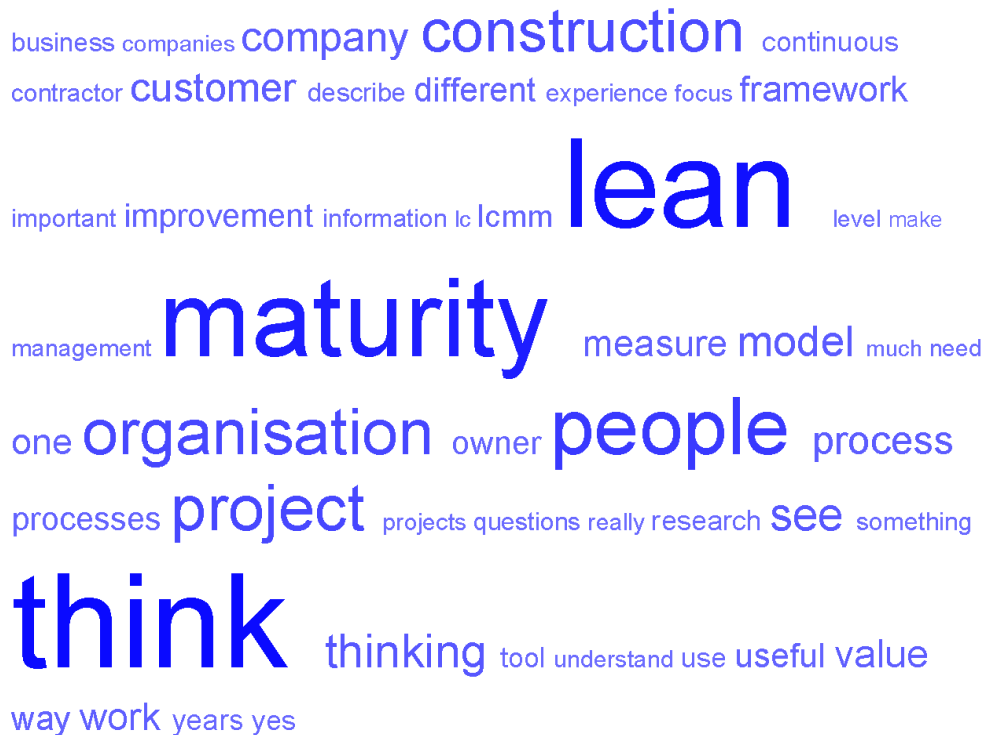 business companies company construction continuous
contractor customer describe different experience focus framework
important improvement information lc lcmm lean level make
management maturity measure model much need
one organisation owner people process
processes project projects questions really research see something
think thinking tool understand use useful value
way work years yes